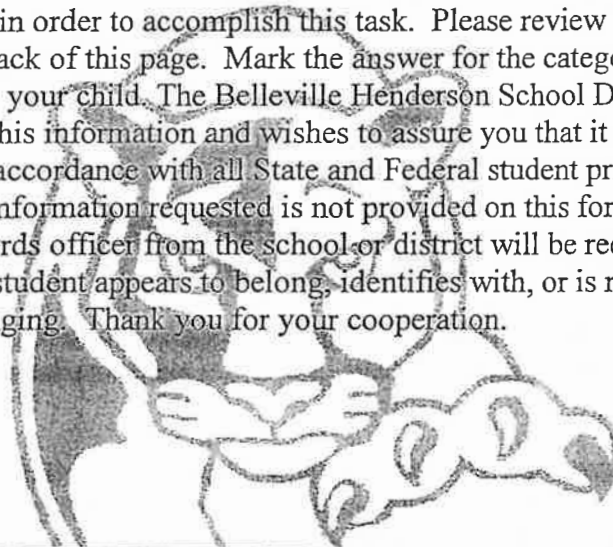 in order to accomplish this task. Please review
ack of this page. Mark the answer for the catego
your child. The Belleville Henderson School D
his information and wishes to assure you that it
accordance with all State and Federal student pr
nformation requested is not provided on this for
rds officer from the school or district will be rec
student appears to belong, identifies with, or is r
ging. Thank you for your cooperation.